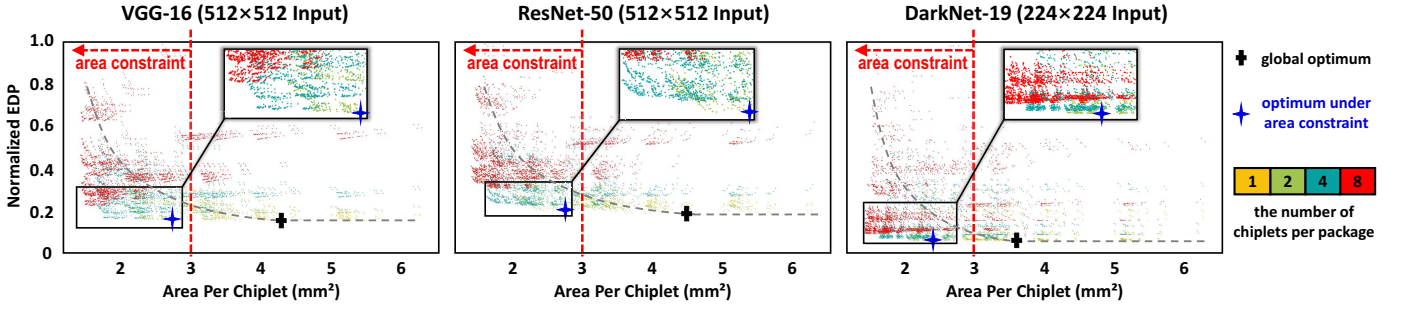 VGG-16 (512×512 Input)
1.0
0.8
0.6
0.4
0.2
0
Normalized EDP
area constraint
2
3
4
5
6
Area Per Chiplet (mm²)
ResNet-50 (512×512 Input)
area constraint
2
3
4
5
6
Area Per Chiplet (mm²)
DarkNet-19 (224×224 Input)
area constraint
2
3
4
5
6
Area Per Chiplet (mm²)
global optimum
optimum under
area constraint
1 2 4 8
the number of
chiplets per package